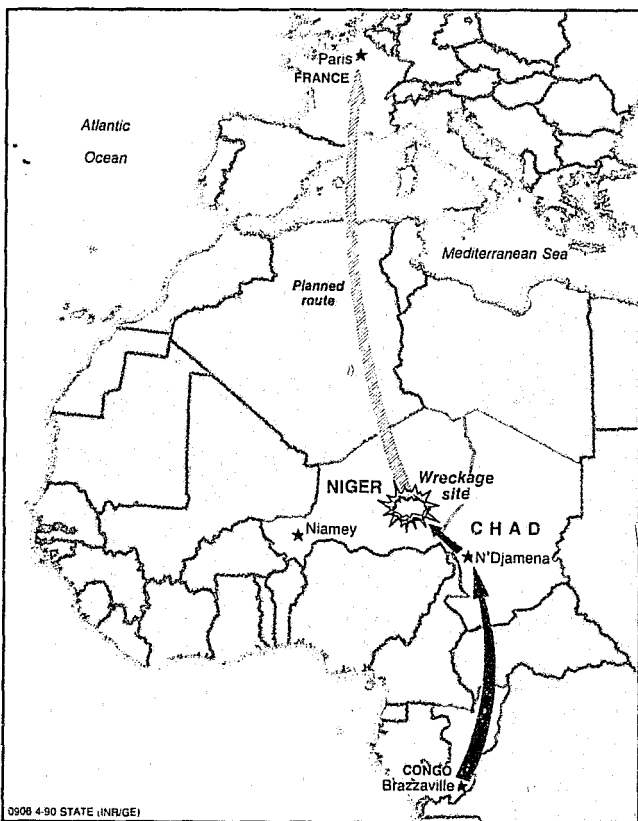 Paris
FRANCE
Atlantic
Ocean
Mediterranean Sea
Planned
route
Wreckage
site
NIGER
CHAD
Niamey
N'Djamena
CONGO
Brazzaville
0906 4-90 STATE (INR/GE)